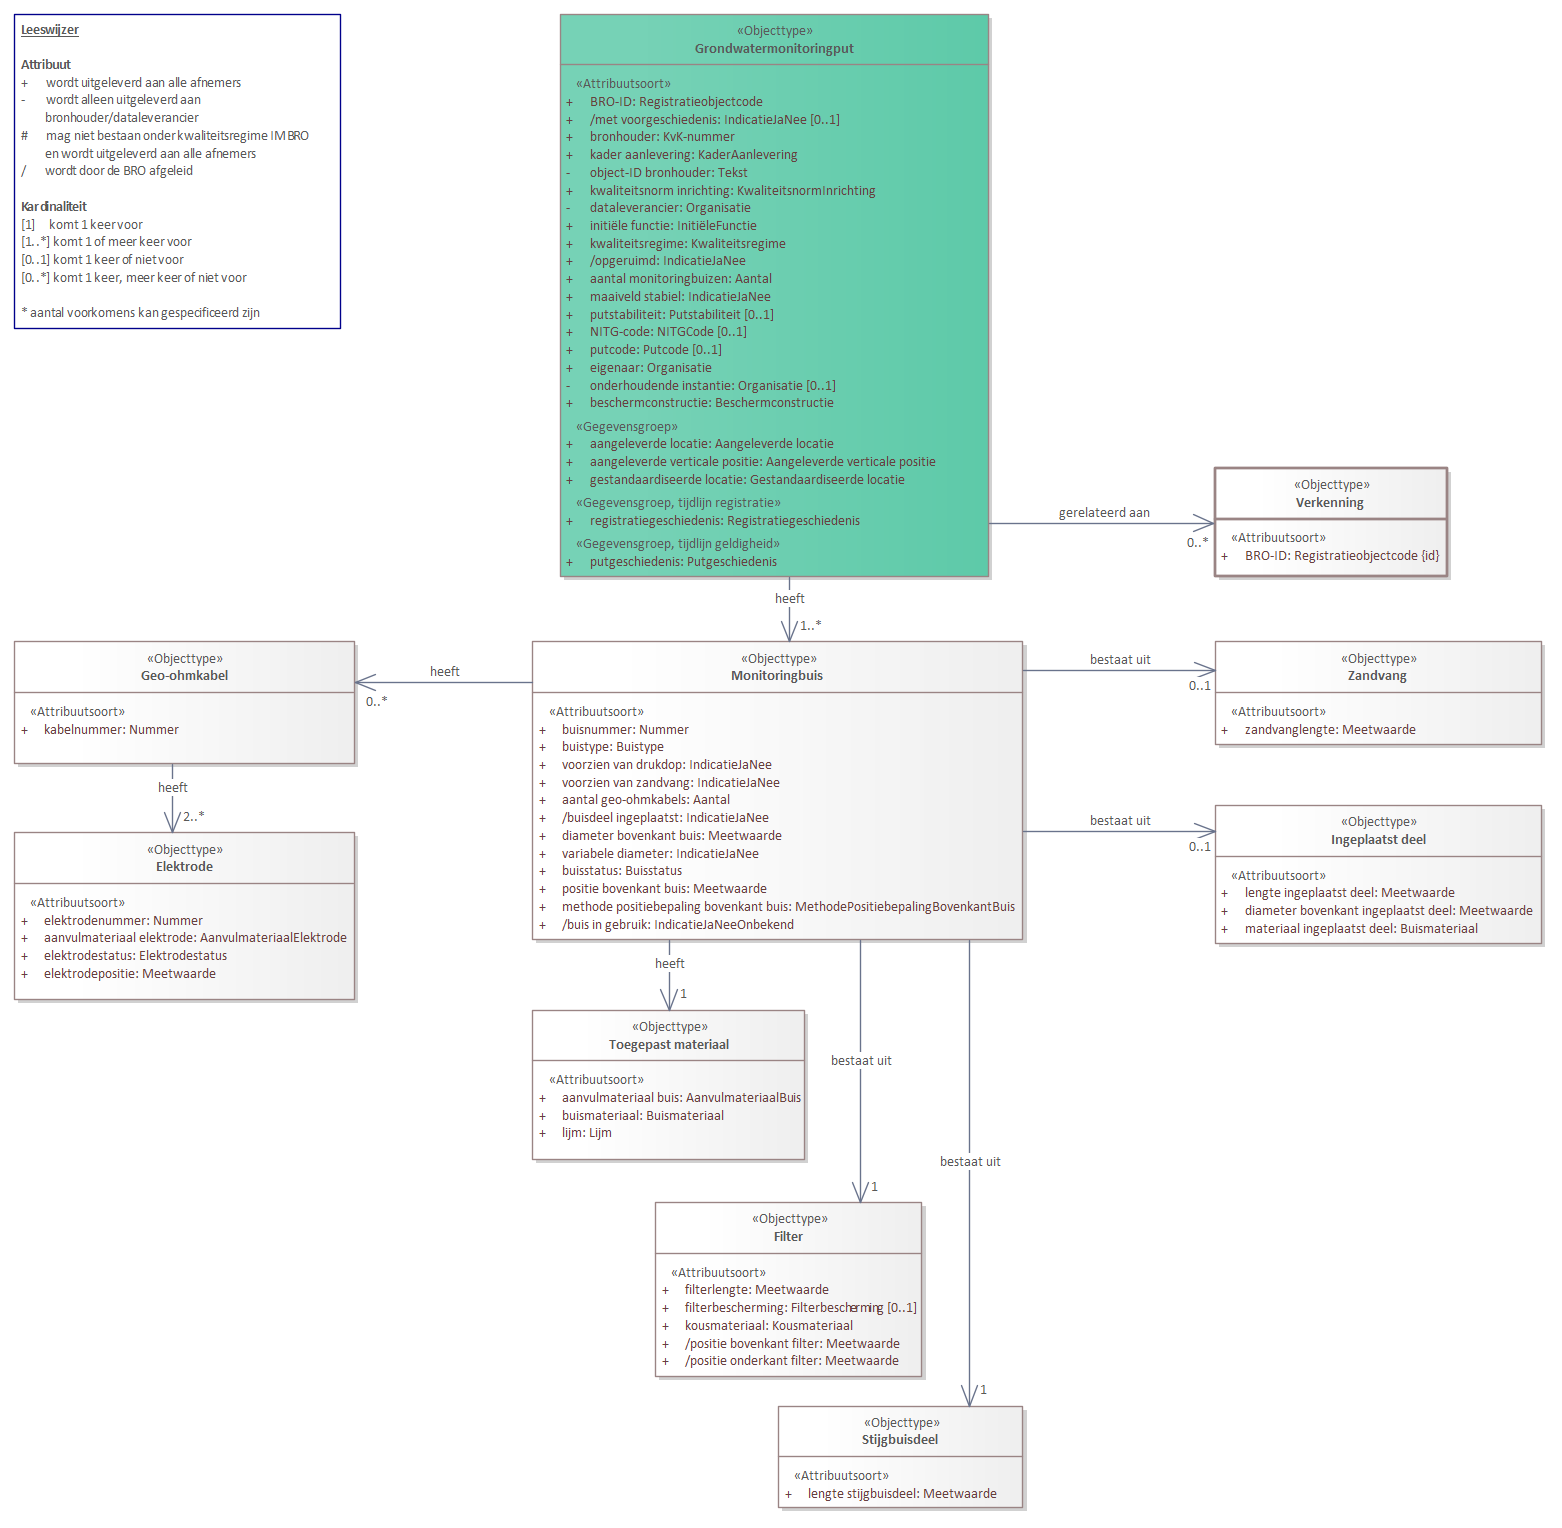 Leeswijzer
Attribuut
+ wordt uitgeleverd aan alle afnemers
- wordt alleen uitgeleverd aan
bronhouder/dataleverancier
# mag niet bestaan onder kwaliteitsregime IMBRO
en wordt uitgeleverd aan alle afnemers
/ wordt door de BRO afgeleid
Kardinaliteit
[1] komt 1 keer voor
[1..*] komt 1 of meer keer voor
[0..1] komt 1 keer of niet voor
[0..*] komt 1 keer, meer keer of niet voor
* aantal voorkomens kan gespecificeerd zijn
«Objecttype»
Grondwatermonitoringput
«Attribuutsoort»
+ BRO-ID: Registratieobjectcode
+ /met voorgeschiedenis: IndicatieJaNee [0..1]
+ bronhouder: KvK-nummer
+ kader aanlevering: KaderAanlevering
- object-ID bronhouder: Tekst
+ kwaliteitsnorm inrichting: KwaliteitsnormInrichting
- dataleverancier: Organisatie
+ initiële functie: InitiëleFunctie
+ kwaliteitsregime: Kwaliteitsregime
+ /opgeruimd: IndicatieJaNee
+ aantal monitoringbuizen: Aantal
+ maaiveld stabiel: IndicatieJaNee
+ putstabiliteit: Putstabiliteit [0..1]
+ NITG-code: NITGCode [0..1]
+ putcode: Putcode [0..1]
+ eigenaar: Organisatie
- onderhoudende instantie: Organisatie [0..1]
+ beschermconstructie: Beschermconstructie
«Gegevensgroep»
+ aangeleverde locatie: Aangeleverde locatie
+ aangeleverde verticale positie: Aangeleverde verticale positie
+ gestandaardiseerde locatie: Gestandaardiseerde locatie
«Gegevensgroep, tijdlijn registratie»
+ registratiegeschiedenis: Registratiegeschiedenis
«Gegevensgroep, tijdlijn geldigheid»
+ putgeschiedenis: Putgeschiedenis
gerelateerd aan
0..*
«Objecttype»
Verkenning
«Attribuutsoort»
+ BRO-ID: Registratieobjectcode {id}
heeft
1..*
«Objecttype»
Geo-ohmkabel
«Attribuutsoort»
+ kabelnummer: Nummer
heeft
0..*
«Objecttype»
Monitoringbuis
«Attribuutsoort»
+ buisnummer: Nummer
+ buistype: Buistype
+ voorzien van drukdop: IndicatieJaNee
+ voorzien van zandvang: IndicatieJaNee
+ aantal geo-ohmkabels: Aantal
+ /buisdeel ingeplaatst: IndicatieJaNee
+ diameter bovenkant buis: Meetwaarde
+ variabele diameter: IndicatieJaNee
+ buisstatus: Buisstatus
+ positie bovenkant buis: Meetwaarde
+ methode positiebepaling bovenkant buis: MethodePositiebepalingBovenkantBuis
+ /buis in gebruik: IndicatieJaNeeOnbekend
bestaat uit
0..1
«Objecttype»
Zandvang
«Attribuutsoort»
+ zandvanglengte: Meetwaarde
heeft
2..*
«Objecttype»
Elektrode
«Attribuutsoort»
+ elektrodenummer: Nummer
+ aanvulmateriaal elektrode: AanvulmateriaalElektrode
+ elektrodestatus: Elektrodestatus
+ elektrodepositie: Meetwaarde
bestaat uit
0..1
«Objecttype»
Ingeplaatst deel
«Attribuutsoort»
+ lengte ingeplaatst deel: Meetwaarde
+ diameter bovenkant ingeplaatst deel: Meetwaarde
+ materiaal ingeplaatst deel: Buismateriaal
heeft
1
«Objecttype»
Toegepast materiaal
«Attribuutsoort»
+ aanvulmateriaal buis: AanvulmateriaalBuis
+ buismateriaal: Buismateriaal
+ lijm: Lijm
bestaat uit
1
«Objecttype»
Filter
«Attribuutsoort»
+ filterlengte: Meetwaarde
+ filterbescherming: Filterbescherming [0..1]
+ kousmateriaal: Kousmateriaal
+ /positie bovenkant filter: Meetwaarde
+ /positie onderkant filter: Meetwaarde
bestaat uit
1
«Objecttype»
Stijgbuisdeel
«Attribuutsoort»
+ lengte stijgbuisdeel: Meetwaarde